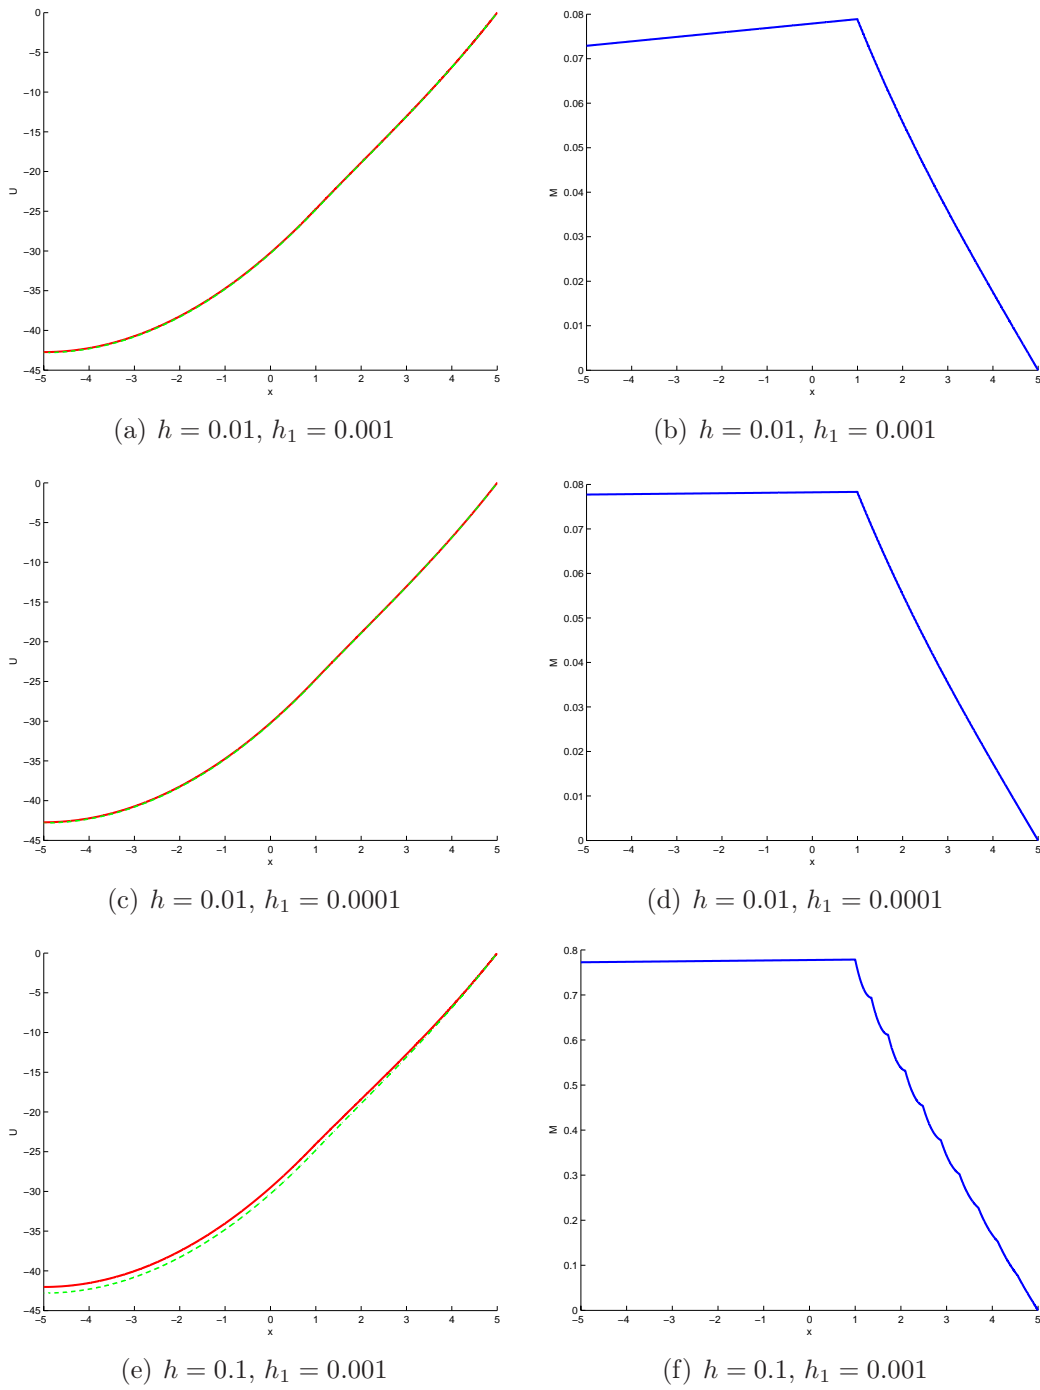 0
−5
−10
−15
−20
−25
−30
−35
−40
−45
U
−5 −4 −3 −2 −1 0 1 2 3 4 5
x
(a) h = 0.01, h₁ = 0.001
0.08
0.07
0.06
0.05
0.04
0.03
0.02
0.01
0
M
−5 −4 −3 −2 −1 0 1 2 3 4 5
x
(b) h = 0.01, h₁ = 0.001
0
−5
−10
−15
−20
−25
−30
−35
−40
−45
U
−5 −4 −3 −2 −1 0 1 2 3 4 5
x
(c) h = 0.01, h₁ = 0.0001
0.08
0.07
0.06
0.05
0.04
0.03
0.02
0.01
0
M
−5 −4 −3 −2 −1 0 1 2 3 4 5
x
(d) h = 0.01, h₁ = 0.0001
0
−5
−10
−15
−20
−25
−30
−35
−40
−45
U
−5 −4 −3 −2 −1 0 1 2 3 4 5
x
(e) h = 0.1, h₁ = 0.001
0.8
0.7
0.6
0.5
0.4
0.3
0.2
0.1
0
M
−5 −4 −3 −2 −1 0 1 2 3 4 5
x
(f) h = 0.1, h₁ = 0.001